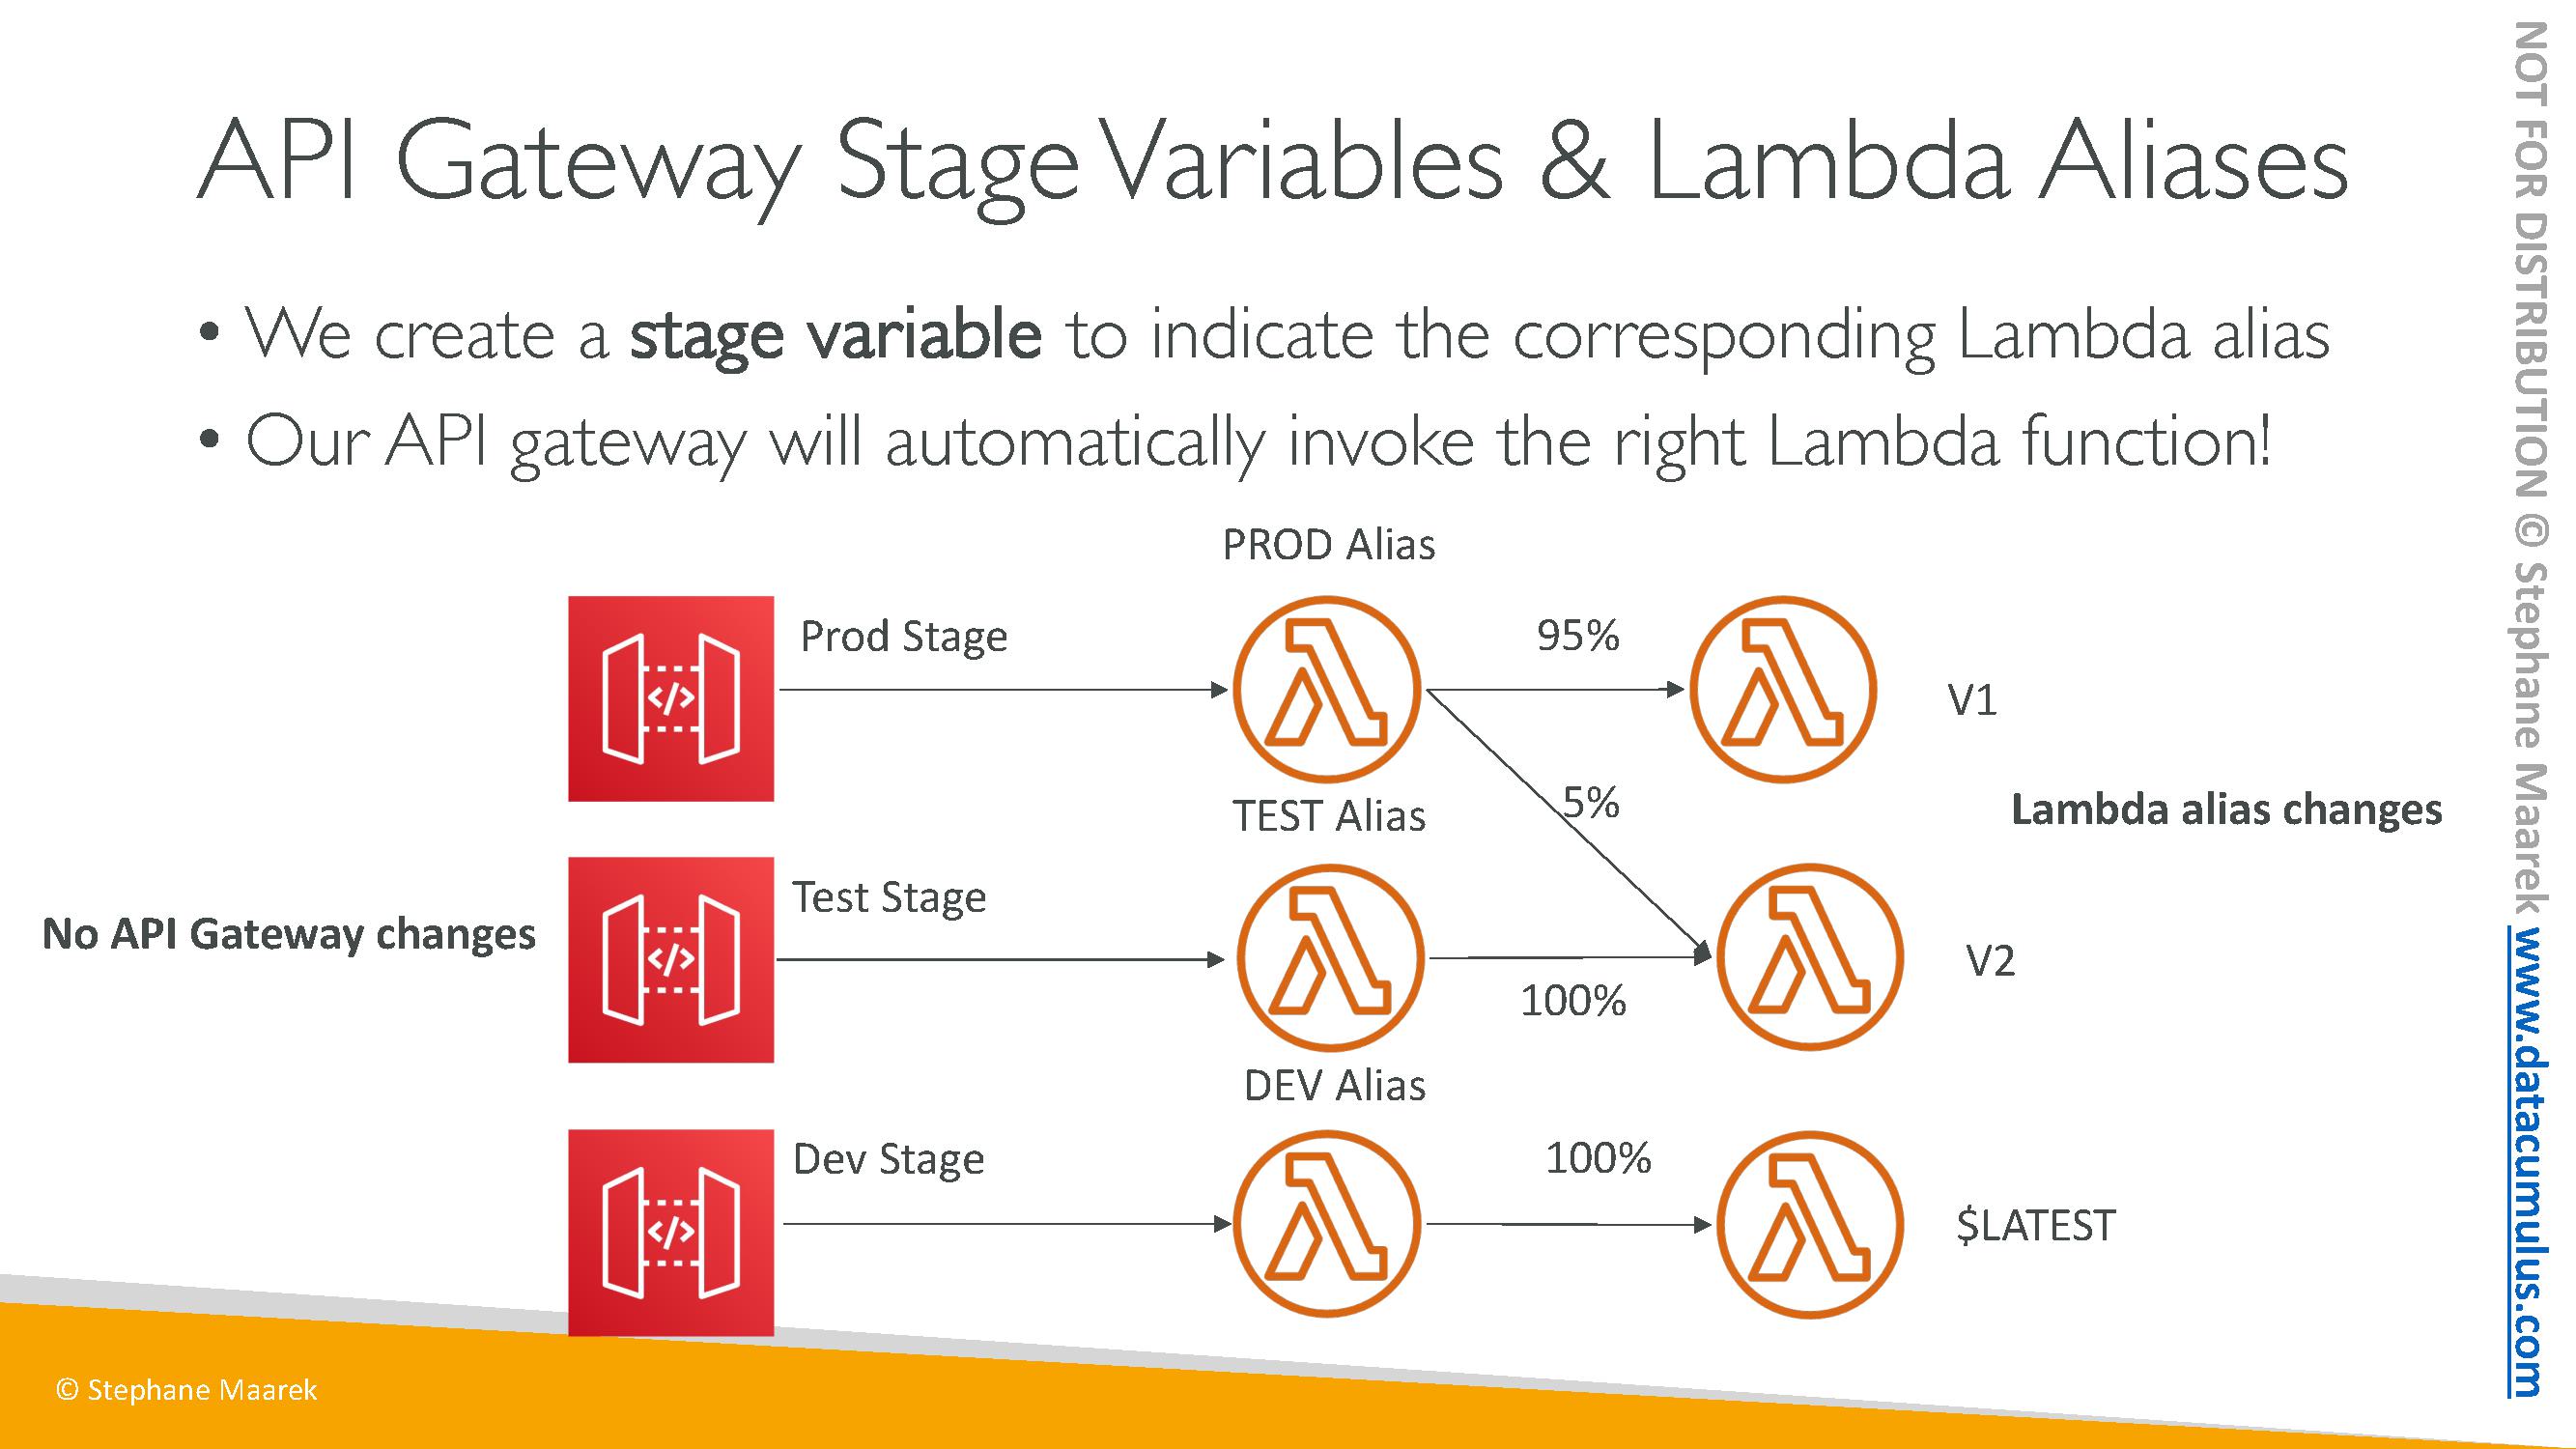 API Gateway Stage Variables & Lambda Aliases
• We create a stage variable to indicate the corresponding Lambda alias
• Our API gateway will automatically invoke the right Lambda function!
PROD Alias
Prod Stage
95%
V1
</>
5%
TEST Alias
Lambda alias changes
Test Stage
No API Gateway changes
</>
V2
100%
DEV Alias
Dev Stage
100%
</>
$LATEST
© Stephane Maarek
NOT FOR DISTRIBUTION © Stephane Maarek www.datacumulus.com